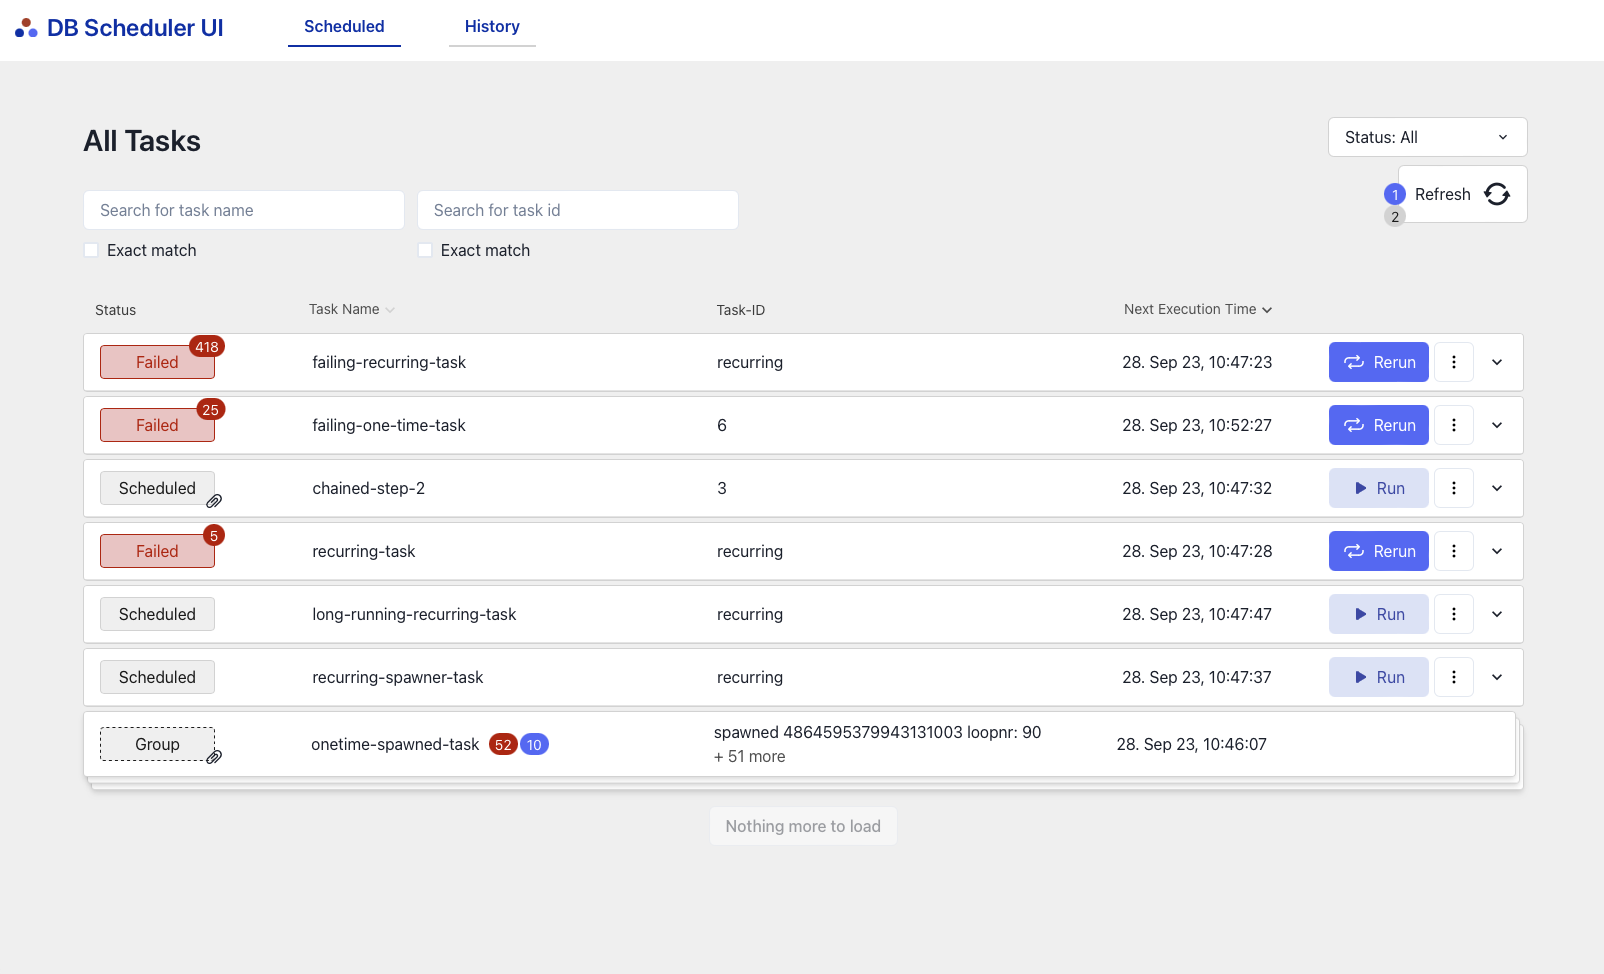 DB Scheduler UI
Scheduled
History
All Tasks
Status: All
1
Refresh
2
Search for task name
Search for task id
Exact match
Exact match
Status
Task Name
Task-ID
Next Execution Time
Failed 418 failing-recurring-task recurring 28. Sep 23, 10:47:23 Rerun
Failed 25 failing-one-time-task 6 28. Sep 23, 10:52:27 Rerun
Scheduled chained-step-2 3 28. Sep 23, 10:47:32 Run
Failed 5 recurring-task recurring 28. Sep 23, 10:47:28 Rerun
Scheduled long-running-recurring-task recurring 28. Sep 23, 10:47:47 Run
Scheduled recurring-spawner-task recurring 28. Sep 23, 10:47:37 Run
Group onetime-spawned-task 52 10 spawned 4864595379943131003 loopnr: 90 28. Sep 23, 10:46:07
+ 51 more
Nothing more to load